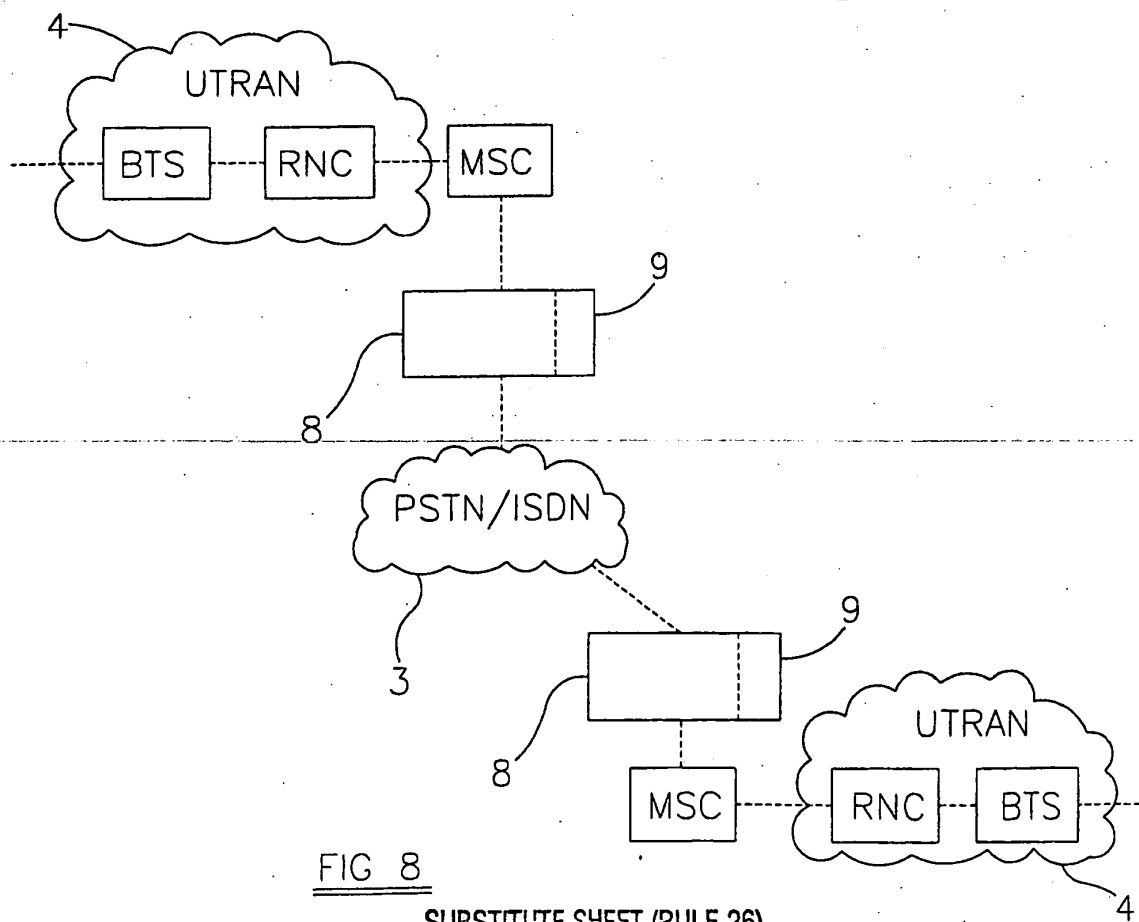 4
UTRAN
BTS RNC MSC
9
8
PSTN/ISDN
3
9
8
UTRAN
MSC RNC BTS
FIG 8
4
SUBSTITUTE SHEET (RULE 26)